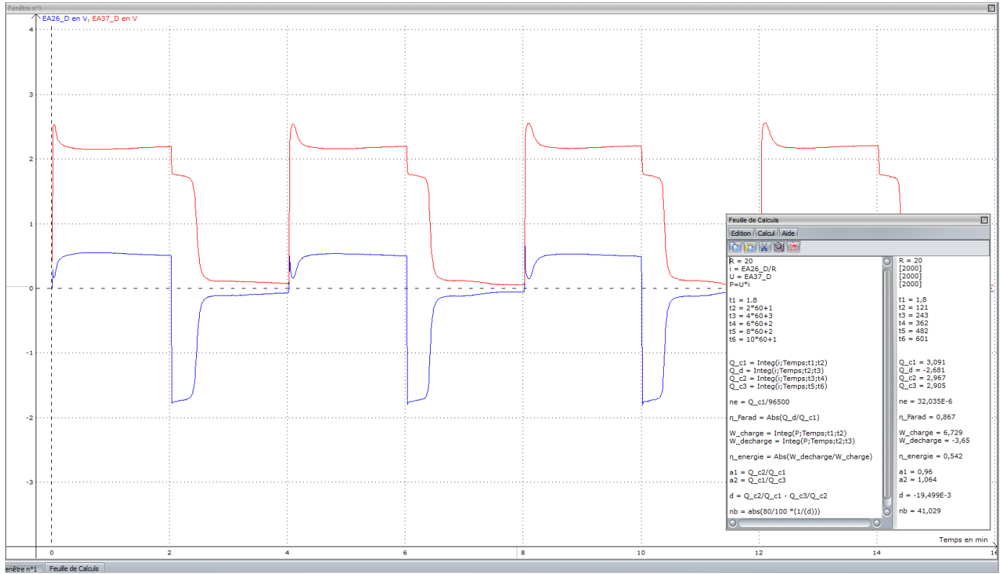 Fenêtre n°1
EA26_D en V, EA37_D en V
4
3
2
1
0
-1
-2
-3
0 2 4 6 8 10 12 14 16
Temps en min
Feuille de Calculs
Edition Calcul Aide
R = 20
i = EA26_D/R
U = EA37_D
P=U*i
t1 = 1.8
t2 = 2*60+1
t3 = 4*60+3
t4 = 6*60+2
t5 = 8*60+2
t6 = 10*60+1
Q_c1 = Integ(i;Temps;t1;t2)
Q_d = Integ(i;Temps;t2;t3)
Q_c2 = Integ(i;Temps;t3;t4)
Q_c3 = Integ(i;Temps;t5;t6)
ne = Q_c1/96500
η_Farad = Abs(Q_d/Q_c1)
W_charge = Integ(P;Temps;t1;t2)
W_decharge = Integ(P;Temps;t2;t3)
η_energie = Abs(W_decharge/W_charge)
a1 = Q_c2/Q_c1
a2 = Q_c1/Q_c3
d = Q_c2/Q_c1 - Q_c3/Q_c2
nb = abs(80/100 *(1/(d)))
R = 20
[2000]
[2000]
[2000]
t1 = 1,8
t2 = 121
t3 = 243
t4 = 362
t5 = 482
t6 = 601
Q_c1 = 3,091
Q_d = -2,681
Q_c2 = 2,967
Q_c3 = 2,905
ne = 32,035E-6
η_Farad = 0,867
W_charge = 6,729
W_decharge = -3,65
η_energie = 0,542
a1 = 0,96
a2 = 1,064
d = -19,499E-3
nb = 41,029
enêtre n°1
Feuille de Calculs